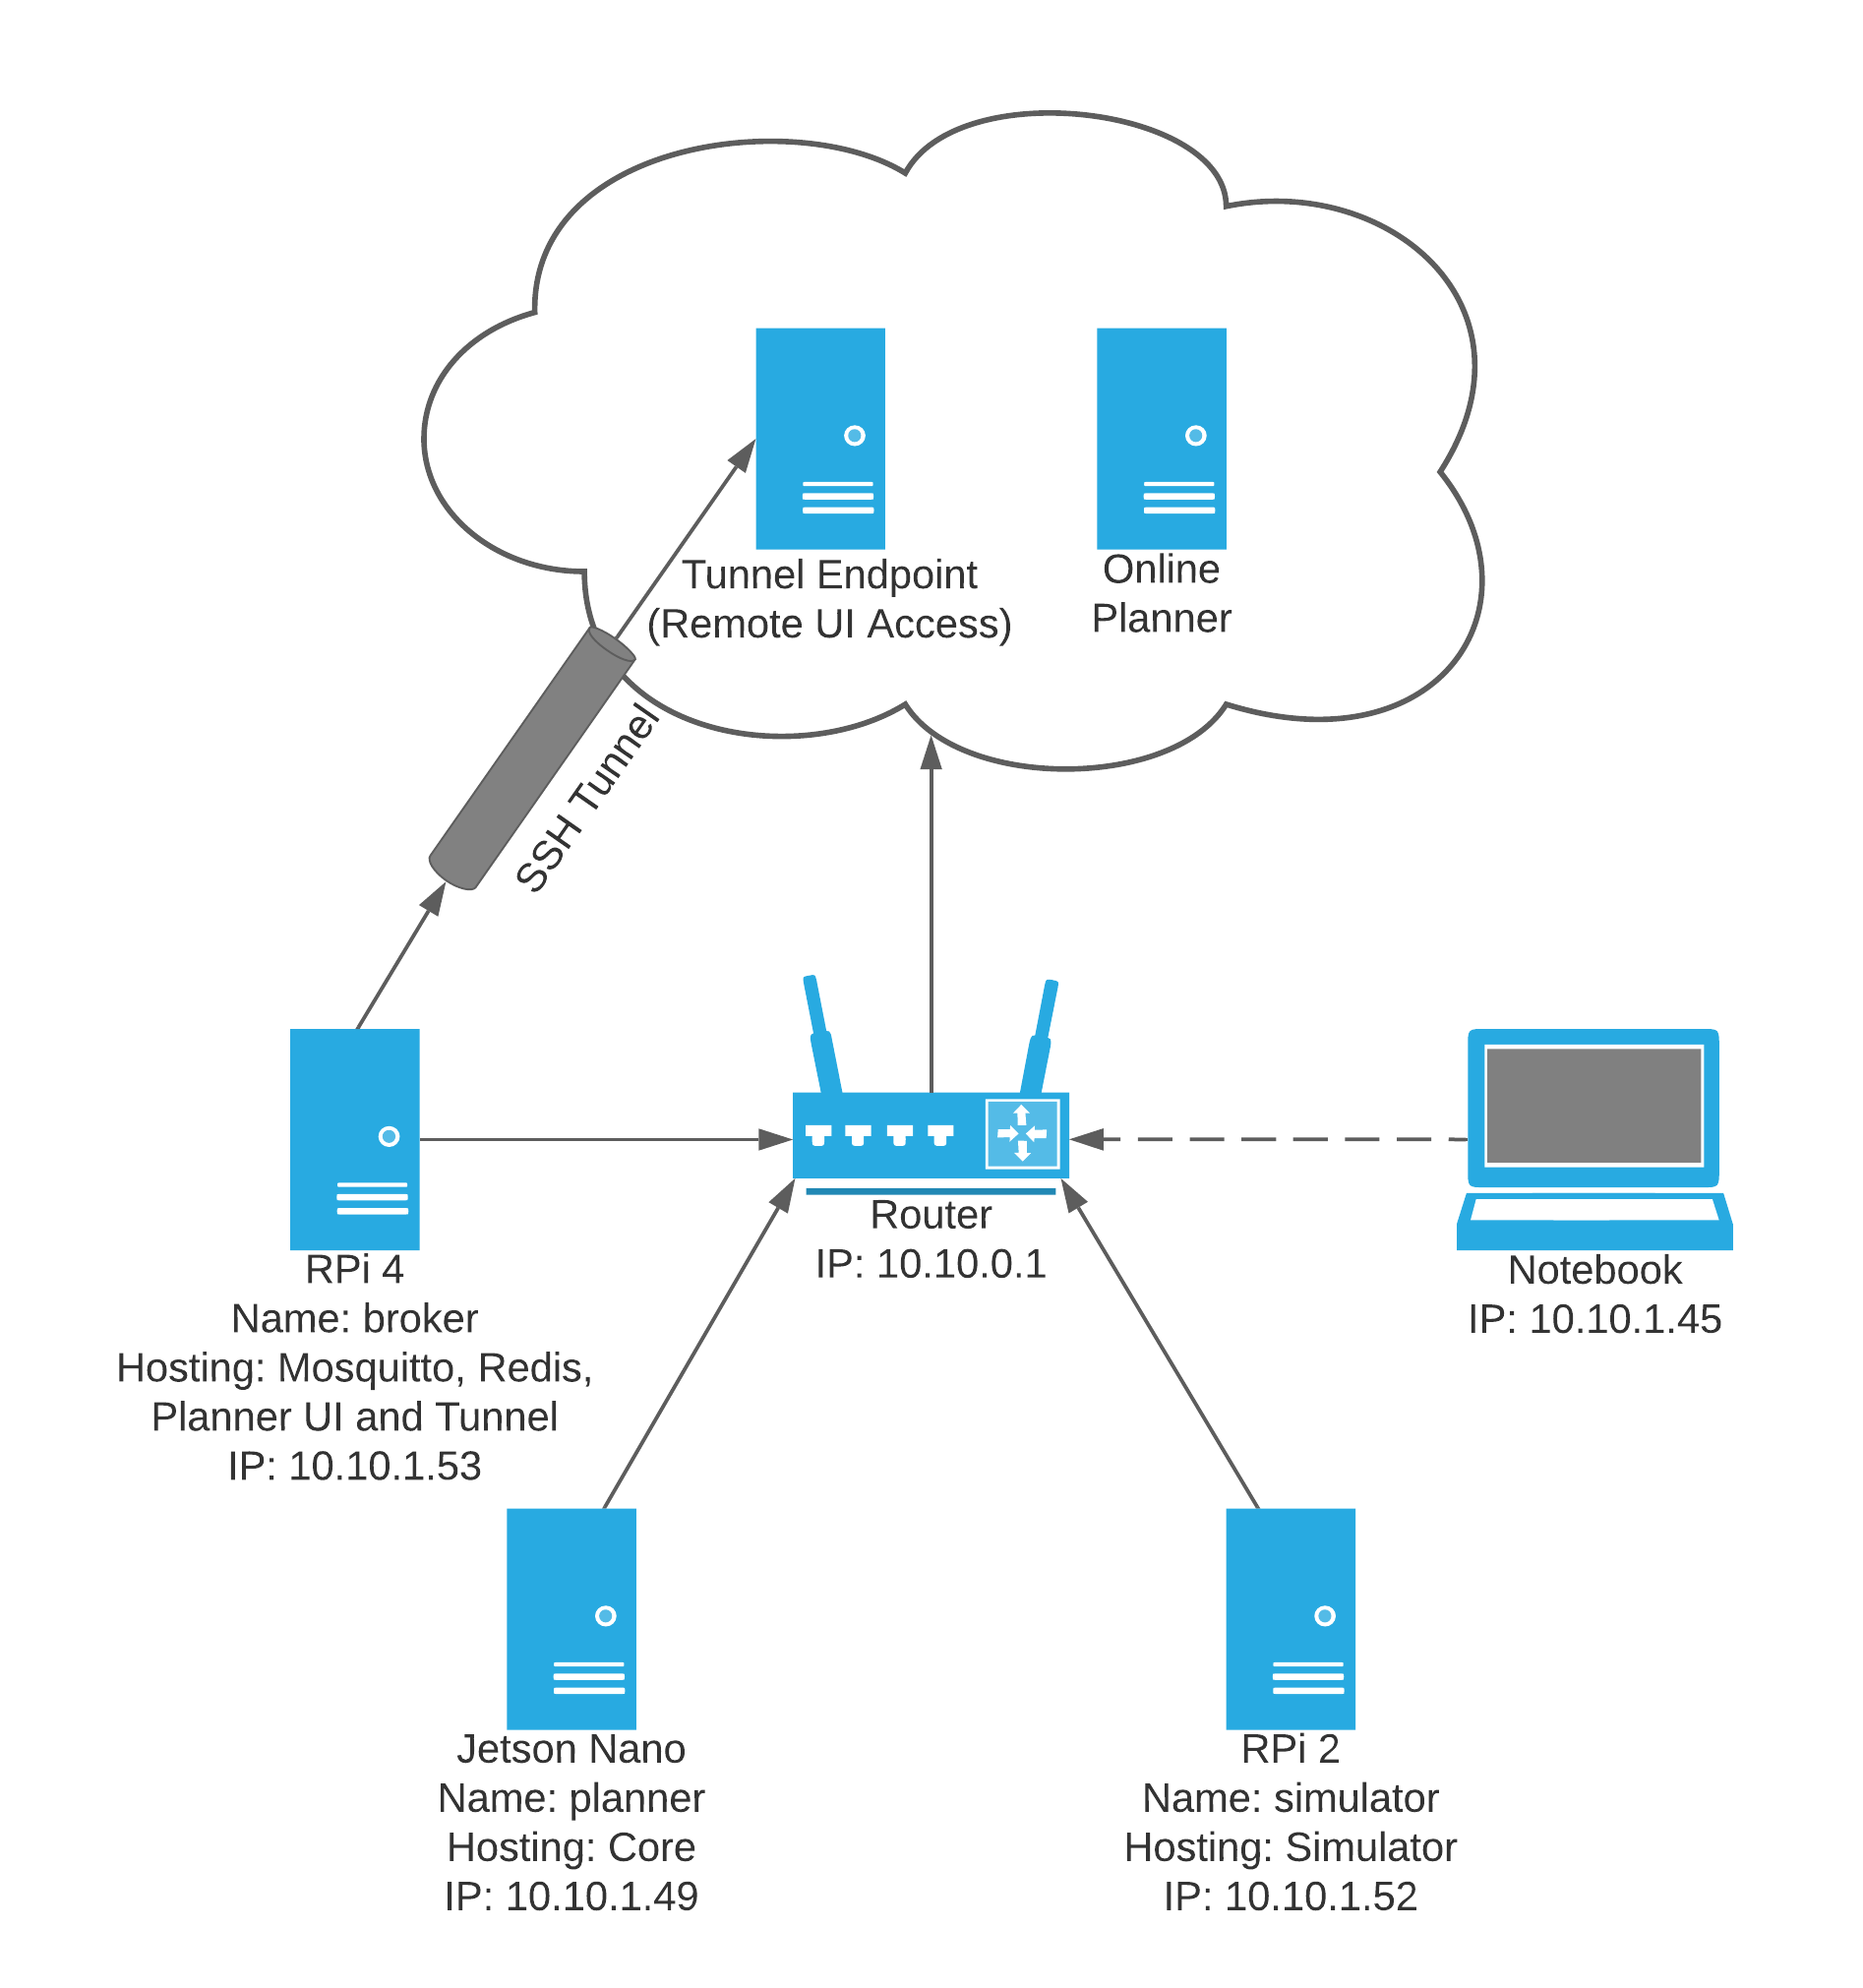 Tunnel Endpoint
(Remote UI Access)
Online
Planner
SSH Tunnel
Router
IP: 10.10.0.1
RPi 4
Name: broker
Hosting: Mosquitto, Redis,
Planner UI and Tunnel
IP: 10.10.1.53
Notebook
IP: 10.10.1.45
Jetson Nano
Name: planner
Hosting: Core
IP: 10.10.1.49
RPi 2
Name: simulator
Hosting: Simulator
IP: 10.10.1.52